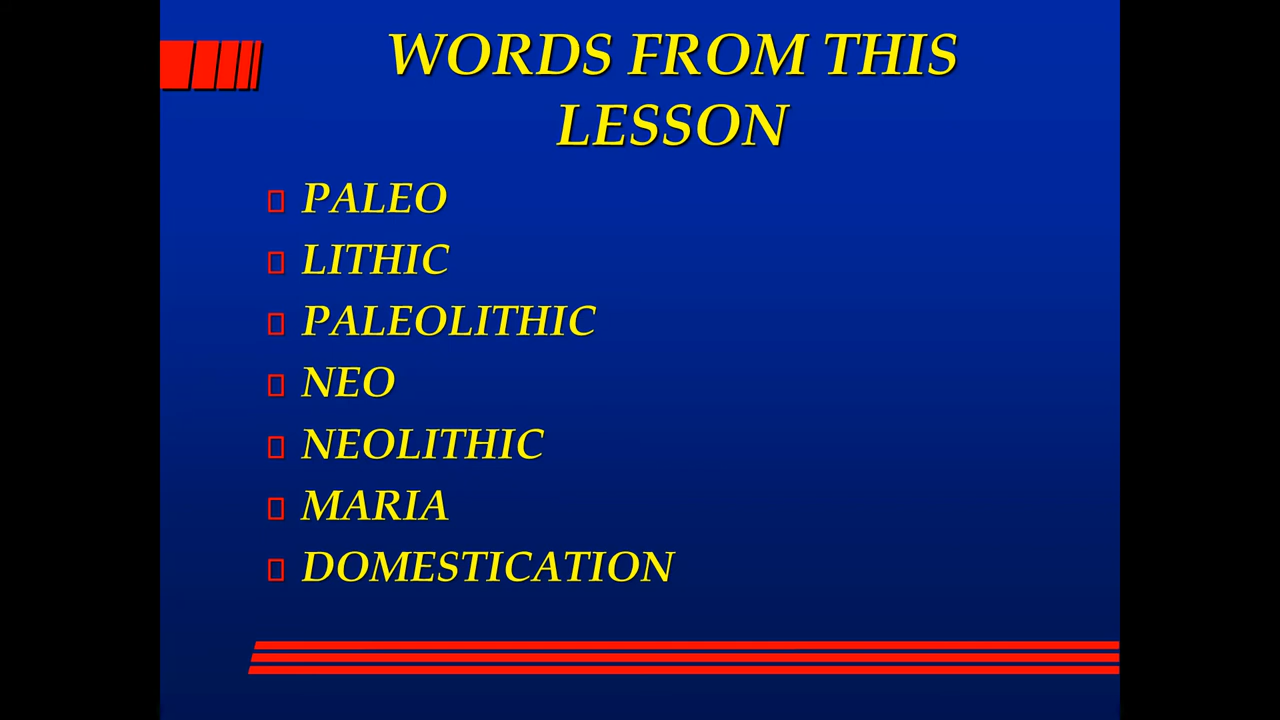 WORDS FROM THIS
LESSON
PALEO
LITHIC
PALEOLITHIC
NEO
NEOLITHIC
MARIA
DOMESTICATION